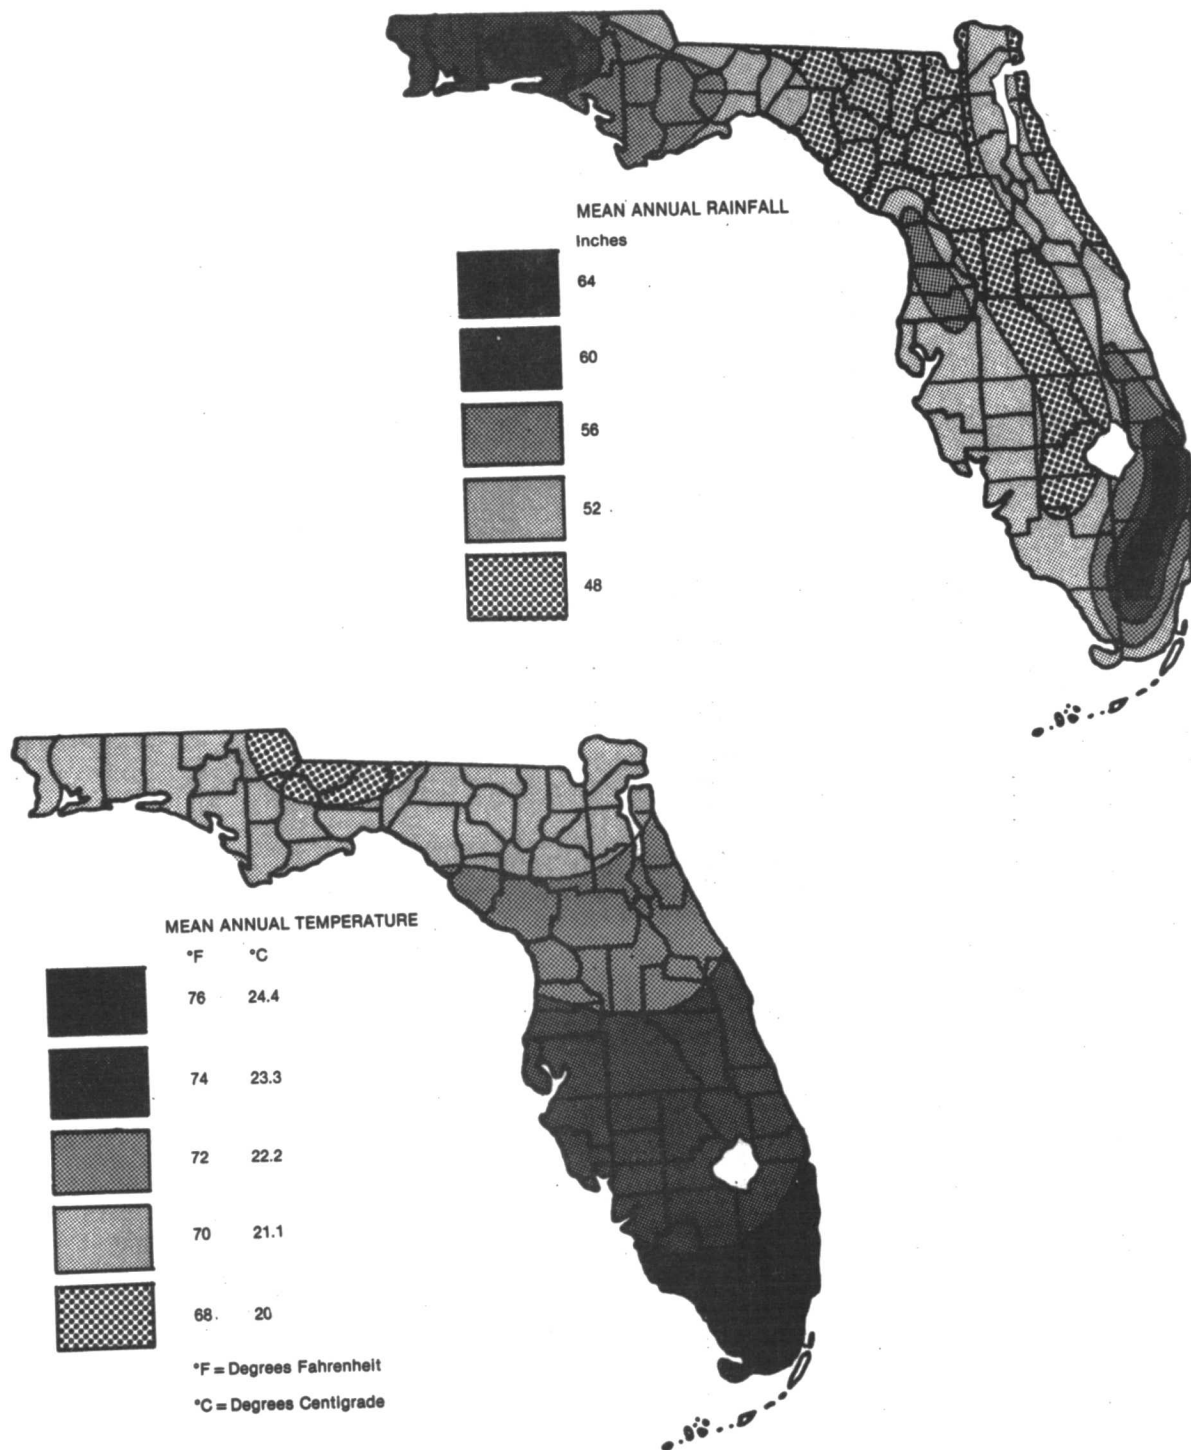 MEAN ANNUAL RAINFALL
Inches
64
60
56
52
48
MEAN ANNUAL TEMPERATURE
°F °C
76 24.4
74 23.3
72 22.2
70 21.1
68 20
°F = Degrees Fahrenheit
°C = Degrees Centigrade